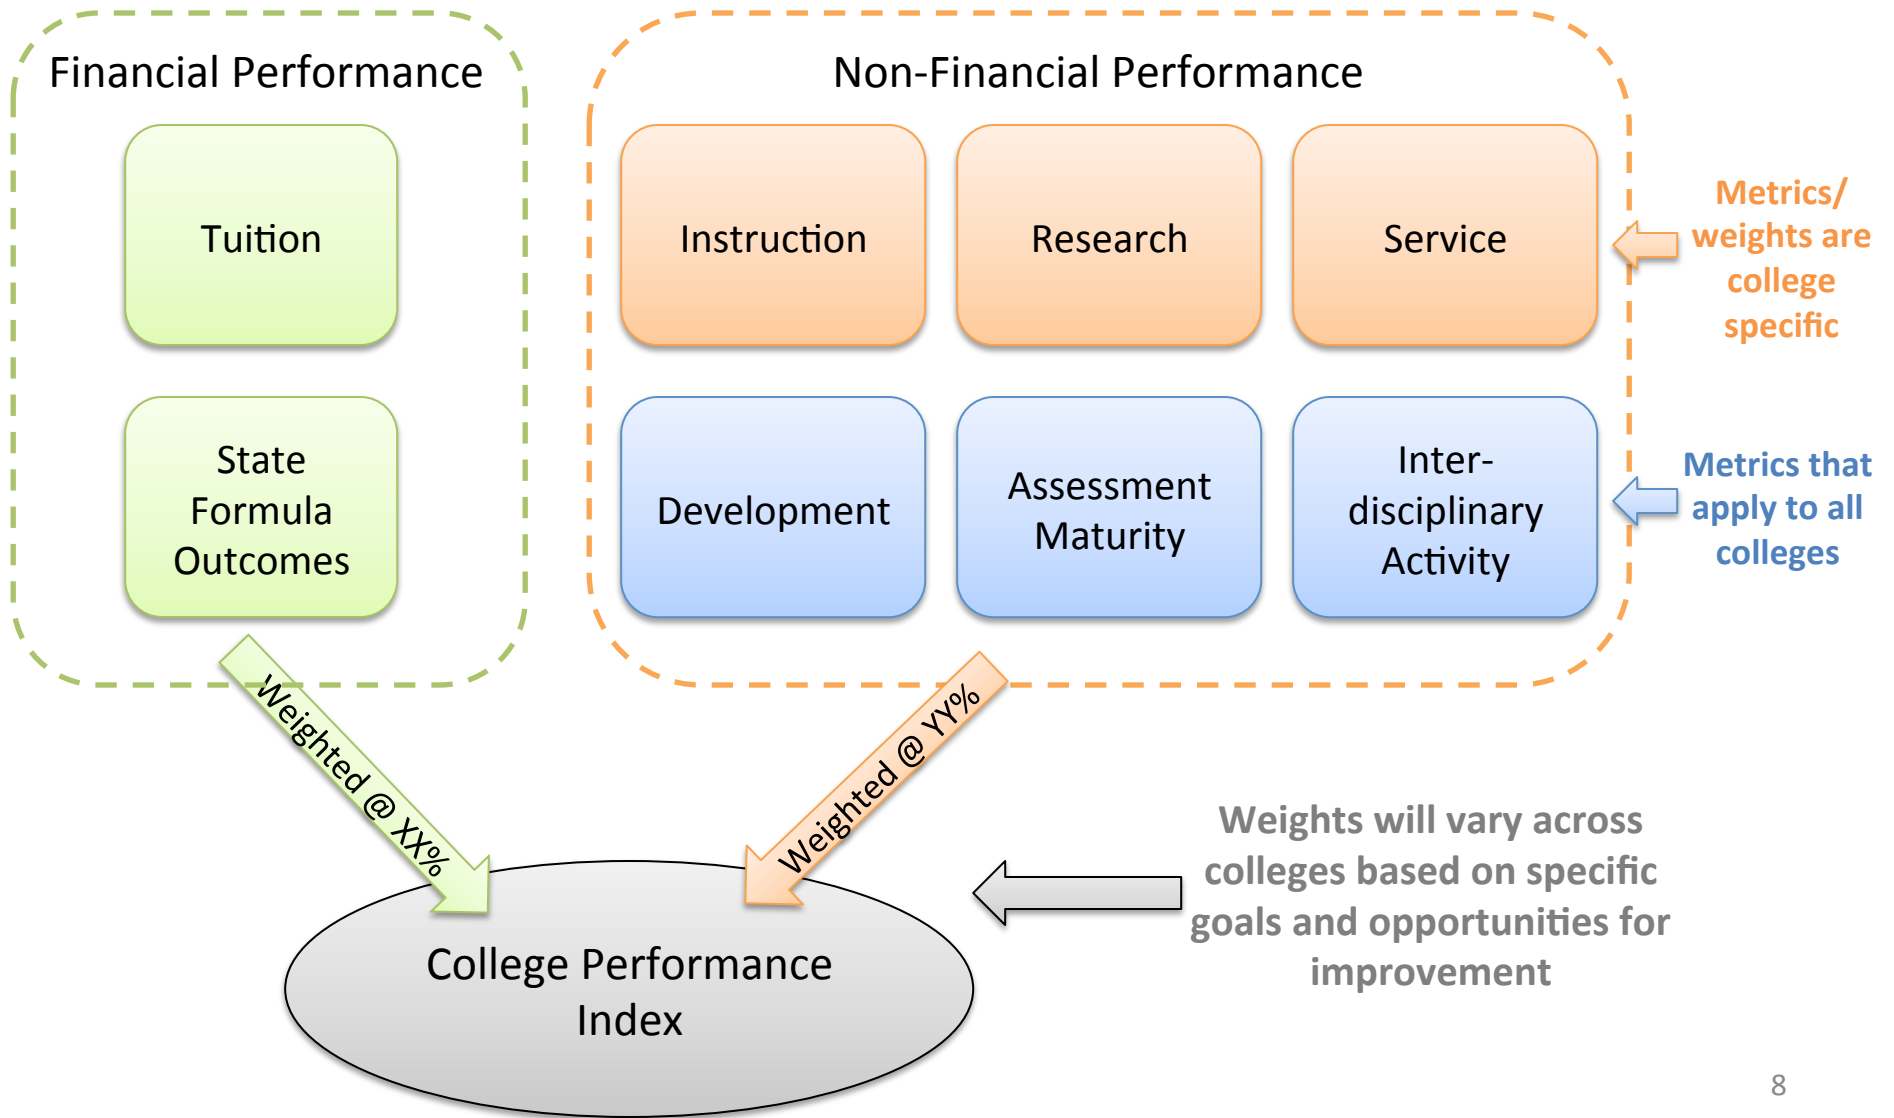 Financial Performance
Non-Financial Performance
Tuition
Instruction
Research
Service
Metrics/
weights are
college
specific
State
Formula
Outcomes
Development
Assessment
Maturity
Inter-
disciplinary
Activity
Metrics that
apply to all
colleges
Weighted @ XX%
Weighted @ YY%
Weights will vary across
colleges based on specific
goals and opportunities for
improvement
College Performance
Index
8